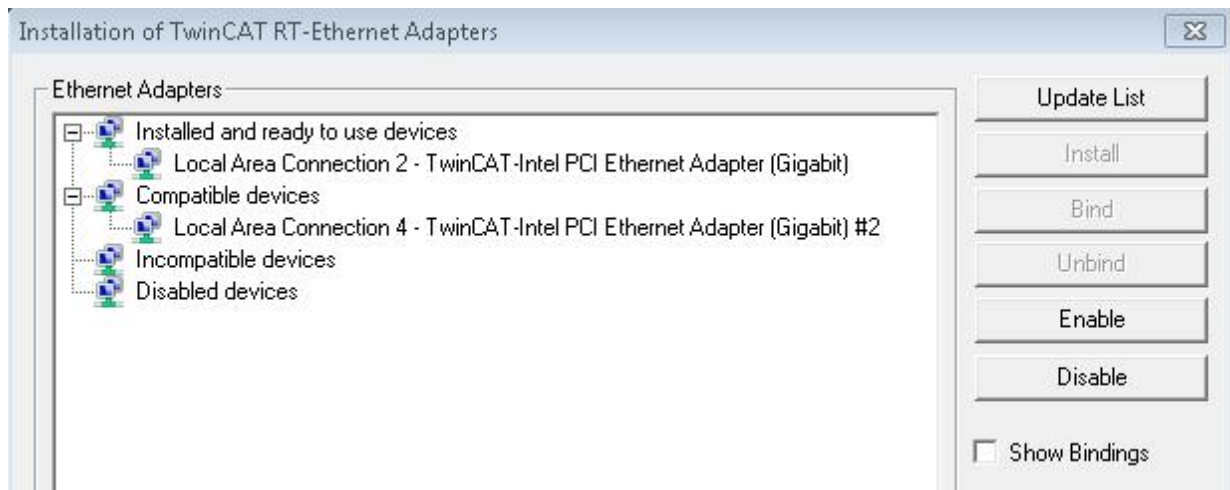 Installation of TwinCAT RT-Ethernet Adapters
Ethernet Adapters
Installed and ready to use devices
Local Area Connection 2 - TwinCAT-Intel PCI Ethernet Adapter (Gigabit)
Compatible devices
Local Area Connection 4 - TwinCAT-Intel PCI Ethernet Adapter (Gigabit) #2
Incompatible devices
Disabled devices
Update List
Install
Bind
Unbind
Enable
Disable
Show Bindings